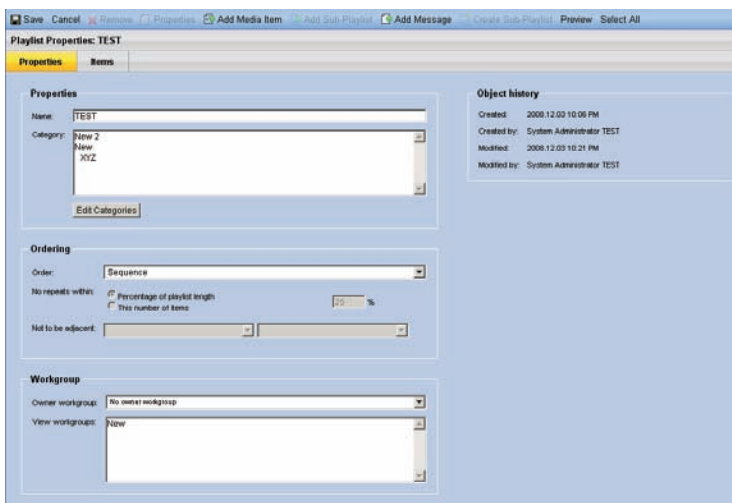 Save Cancel Remove Properties Add Media Item Add Sub-Playlist Add Message Create Sub-Playlist Preview Select All
Playlist Properties: TEST
Properties Items
Properties
Name: TEST
Category: New 2
New
XYZ
Edit Categories
Ordering
Order: Sequence
No repeats within: Percentage of playlist length 25 %
This number of items
Not to be adjacent:
Workgroup
Owner workgroup: No owner workgroup
View workgroups: New
Object history
Created: 2008.12.03 10:06 PM
Created by: System Administrator TEST
Modified: 2008.12.03 10:21 PM
Modified by: System Administrator TEST